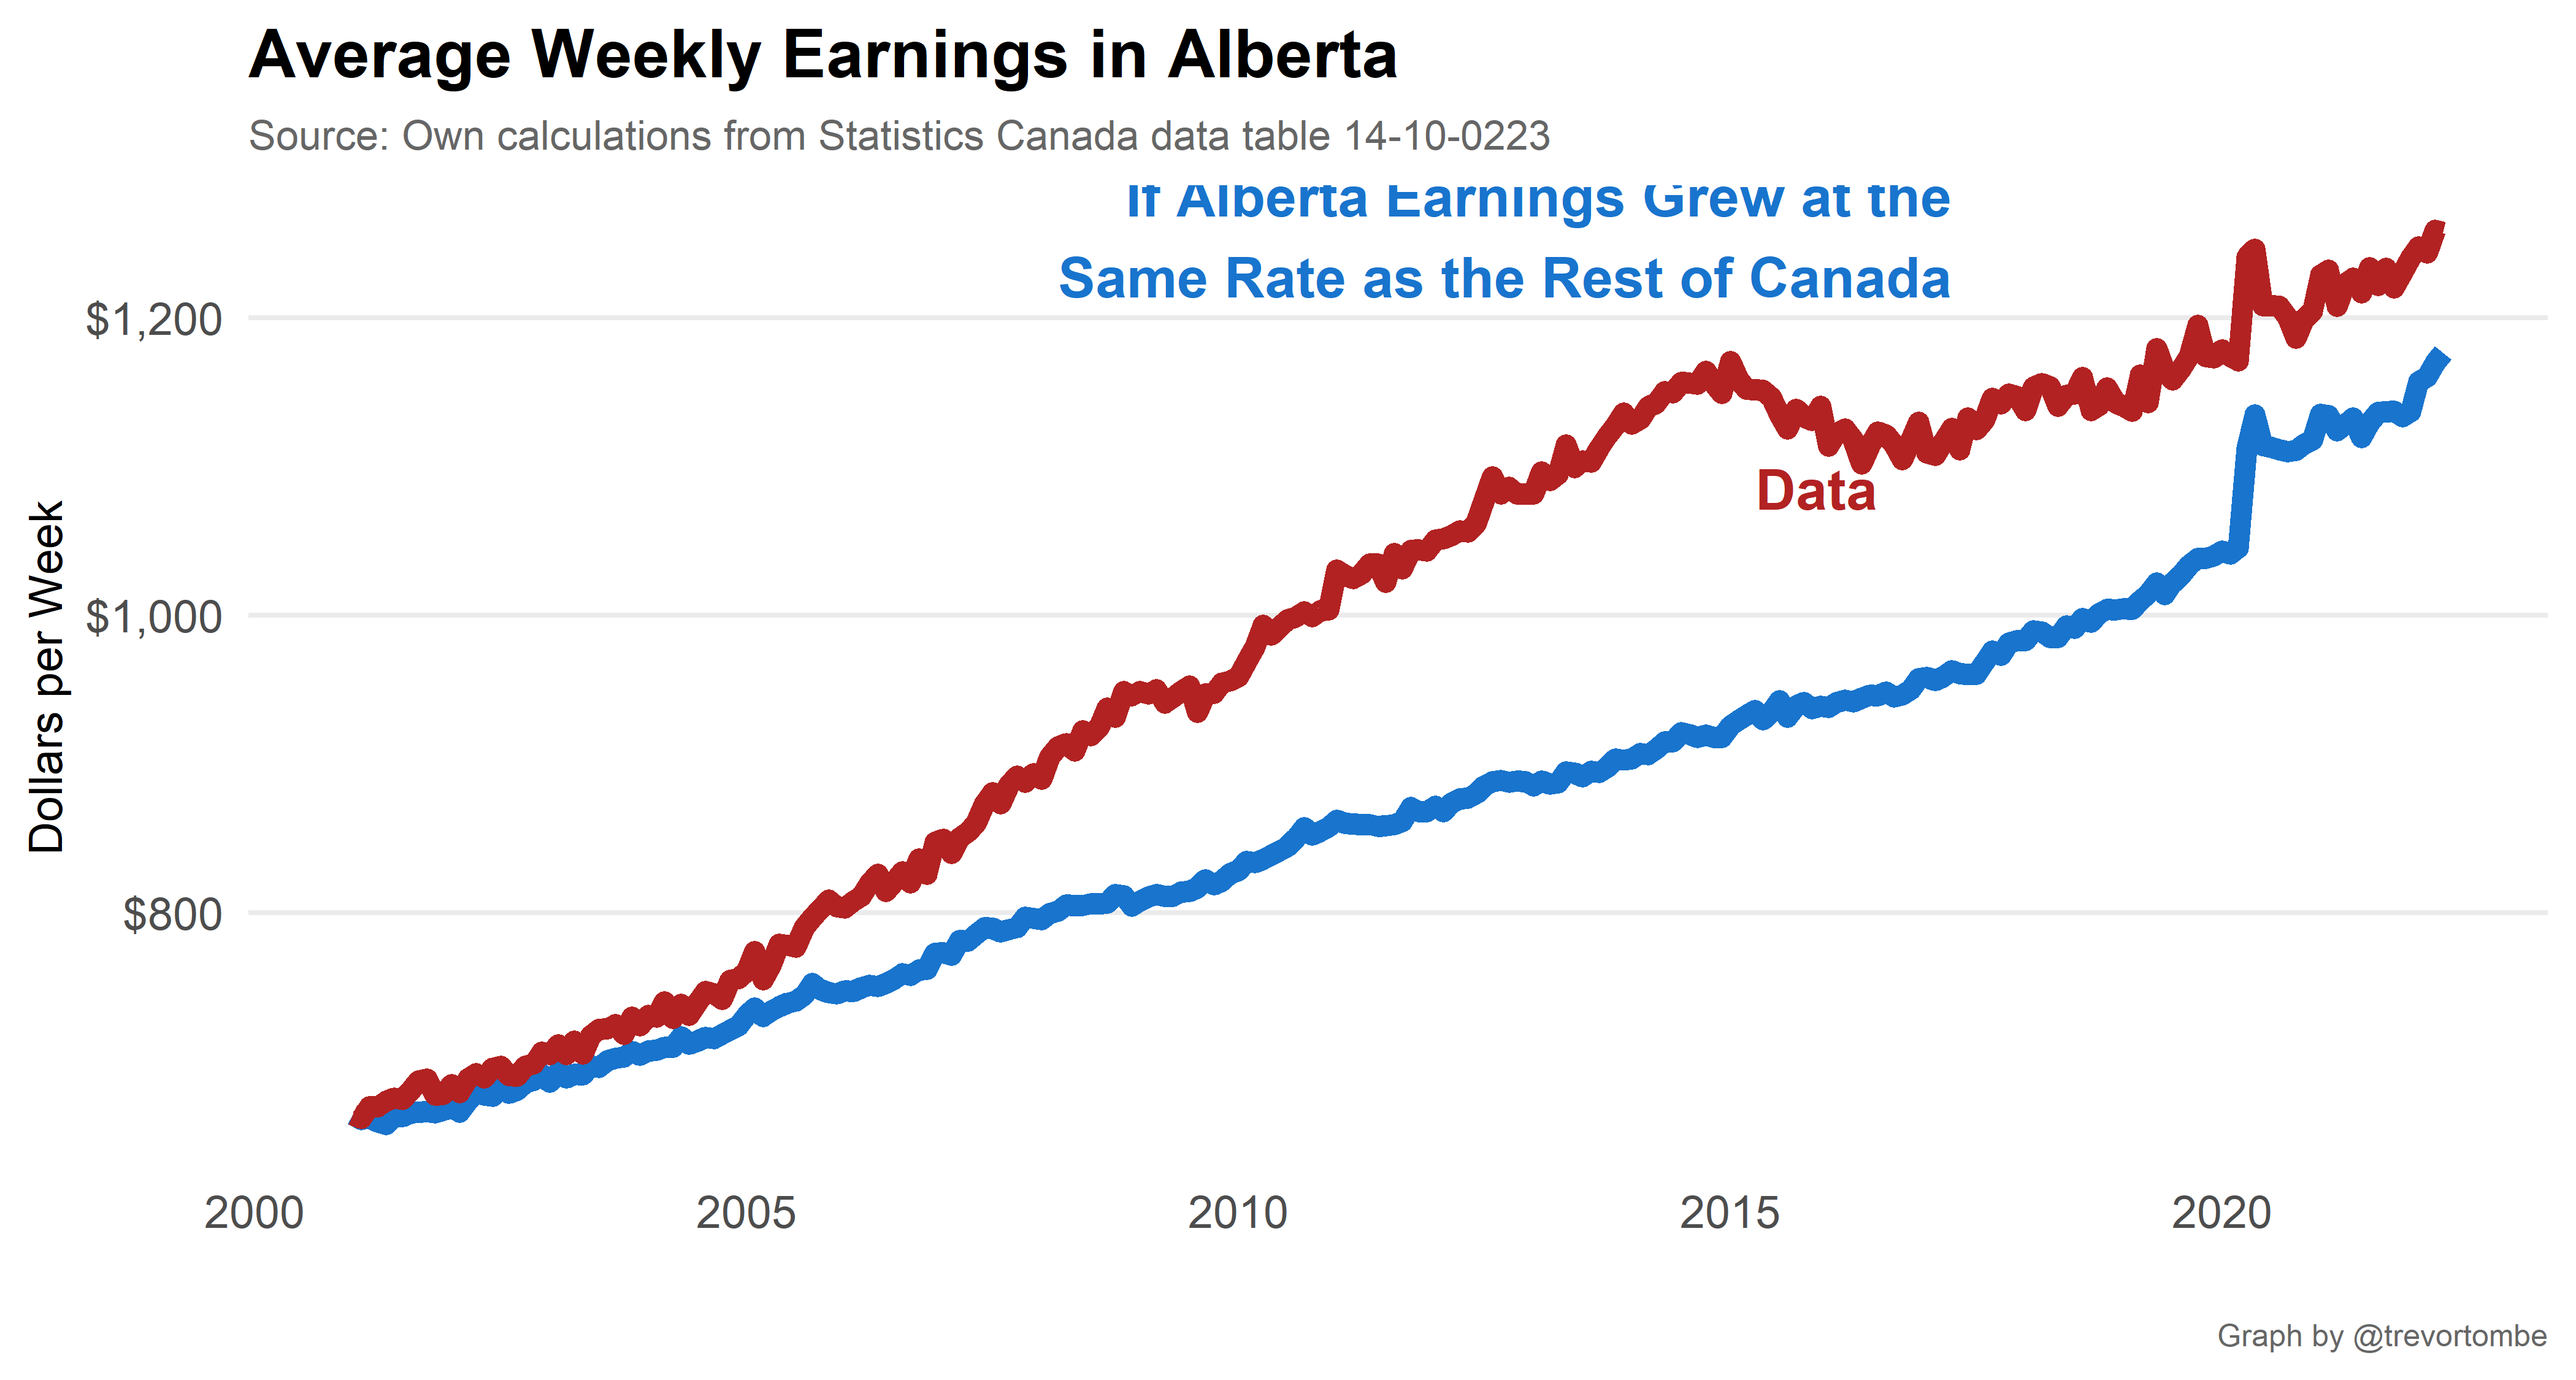 Average Weekly Earnings in Alberta
Source: Own calculations from Statistics Canada data table 14-10-0223
If Alberta Earnings Grew at the
Same Rate as the Rest of Canada
$1,200
Data
$1,000
Dollars per Week
$800
2000 2005 2010 2015 2020
Graph by @trevortombe